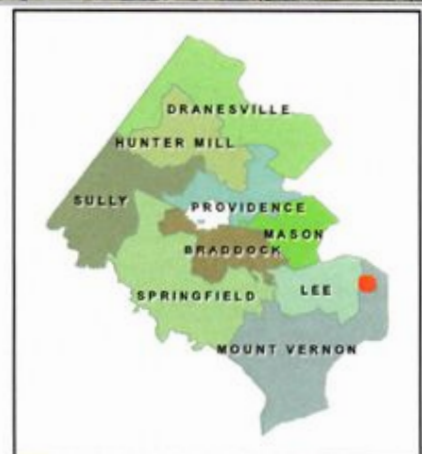 DRANESVILLE
HUNTER MILL
SULLY
PROVIDENCE
MASON
BRADDOCK
SPRINGFIELD
LEE
MOUNT VERNON